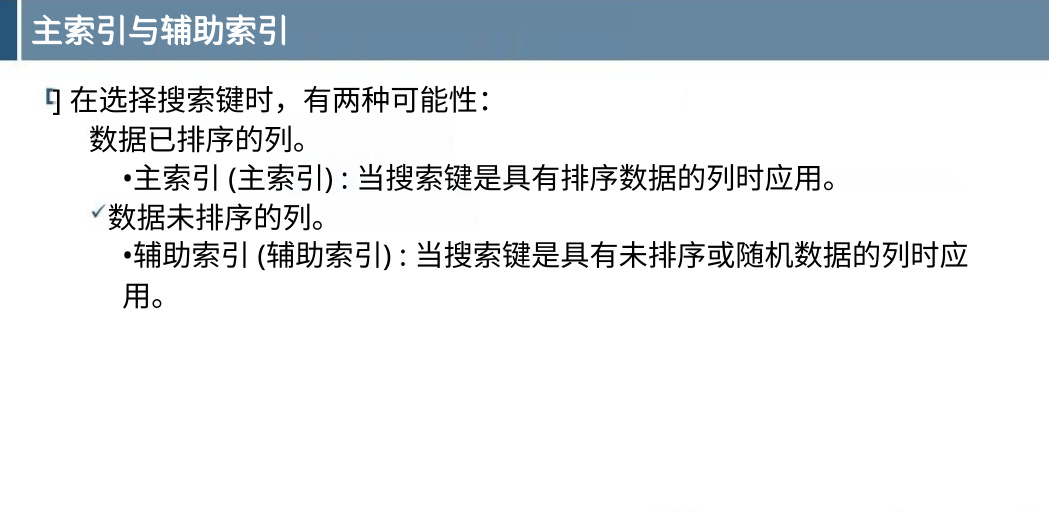 主索引与辅助索引
在选择搜索键时，有两种可能性：
数据已排序的列。
•主索引 (主索引) : 当搜索键是具有排序数据的列时应用。
✓数据未排序的列。
•辅助索引 (辅助索引) : 当搜索键是具有未排序或随机数据的列时应
用。